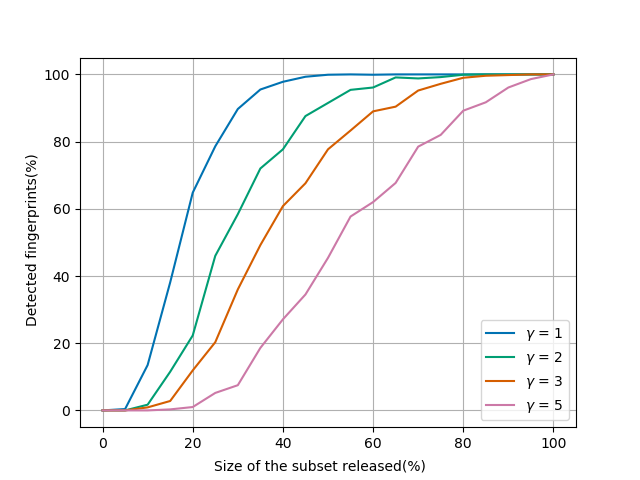 100
80
60
40
20
0
Detected fingerprints(%)
0 20 40 60 80 100
Size of the subset released(%)
γ = 1
γ = 2
γ = 3
γ = 5